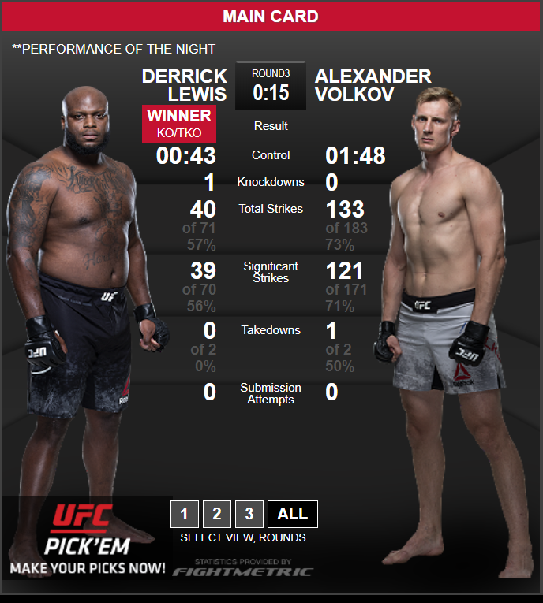 MAIN CARD
**PERFORMANCE OF THE NIGHT
DERRICK
LEWIS
ROUND3
0:15
ALEXANDER
VOLKOV
WINNER
KO/TKO
Result
00:43 Control 01:48
1 Knockdowns 0
40 Total Strikes 133
of 71 of 183
57% 73%
39 Significant Strikes 121
of 70 of 171
56% 71%
0 Takedowns 1
of 2 of 2
0% 50%
0 Submission Attempts 0
UFC
UFC
UFC
UFC
UFC
PICK'EM
MAKE YOUR PICKS NOW!
1 2 3 ALL
SELECT VIEW, ROUNDS
STATISTICS PROVIDED BY
FIGHTMETRIC